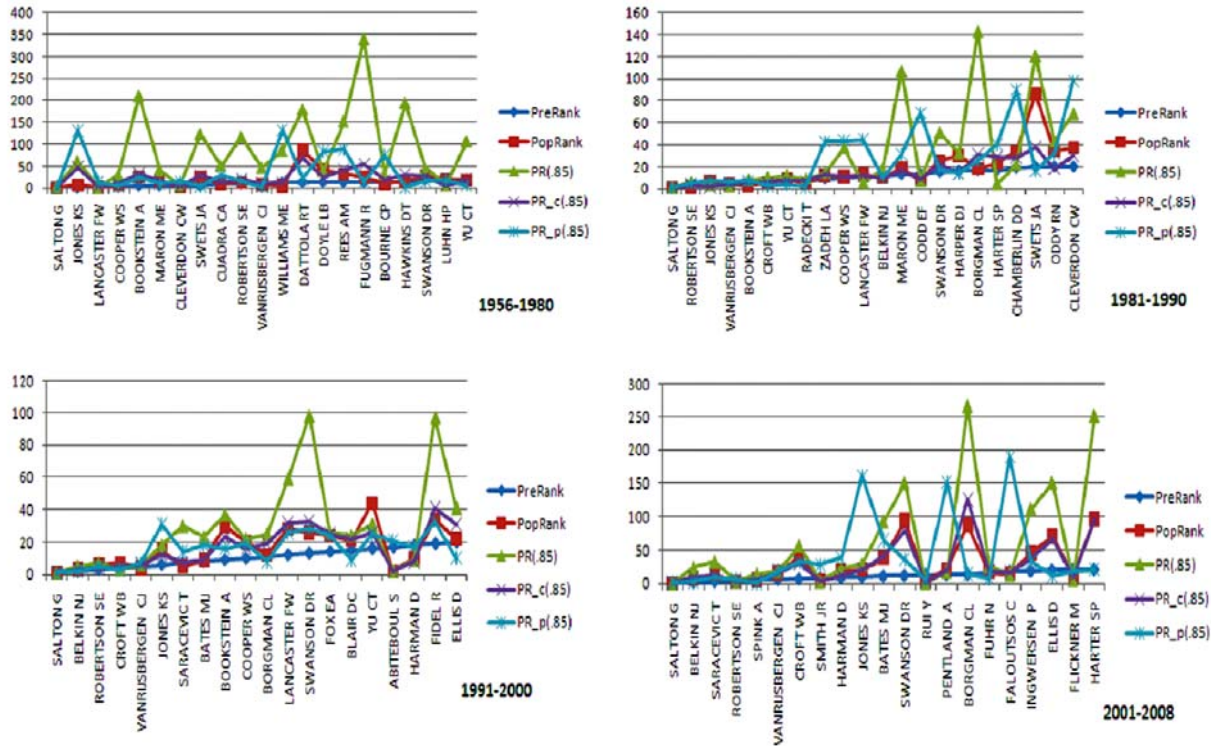 400
350
300
250
200
150
100
50
0
SALTON G
JONES KS
LANCASTER FW
COOPER WS
BOOKSTEIN A
MARON ME
CLEVERDON CW
SWETS JA
CUADRA CA
ROBERTSON SE
VANRIJSBERGEN CJ
WILLIAMS ME
DATTOLA RT
DOYLE LB
REES AM
FUGMANN R
BOURNE CP
HAWKINS DT
SWANSON DR
LUHN HP
YU CT
PreRank
PopRank
PR(.85)
PR_c(.85)
PR_p(.85)
1956-1980
160
140
120
100
80
60
40
20
0
SALTON G
ROBERTSON SE
JONES KS
VANRIJSBERGEN CJ
BOOKSTEIN A
CROFT WB
YU CT
RADECKI T
ZADEH LA
COOPER WS
LANCASTER FW
BELKIN NJ
MARON ME
CODD EF
SWANSON DR
HARPER DJ
BORGMAN CL
HARTER SP
CHAMBERLIN DD
SWETS JA
ODDY RN
CLEVERDON CW
PreRank
PopRank
PR(.85)
PR_c(.85)
PR_p(.85)
1981-1990
120
100
80
60
40
20
0
SALTON G
BELKIN NJ
ROBERTSON SE
CROFT WB
VANRIJSBERGEN CJ
JONES KS
SARACEVIC T
BATES MJ
BOOKSTEIN A
COOPER WS
BORGMAN CL
LANCASTER FW
SWANSON DR
FOX EA
BLAIR DC
YU CT
ABITEBOUL S
HARMAN D
FIDEL R
ELLIS D
PreRank
PopRank
PR(.85)
PR_c(.85)
PR_p(.85)
1991-2000
300
250
200
150
100
50
0
SALTON G
BELKIN NJ
SARACEVIC T
ROBERTSON SE
SPINK A
VANRIJSBERGEN CJ
CROFT WB
SMITH JR
HARMAN D
JONES KS
BATES MJ
SWANSON DR
RUI Y
PENTLAND A
BORGMAN CL
FUHR N
FALOUTSOS C
INGWERSEN P
ELLIS D
FLICKNER M
HARTER SP
PreRank
PopRank
PR(.85)
PR_c(.85)
PR_p(.85)
2001-2008